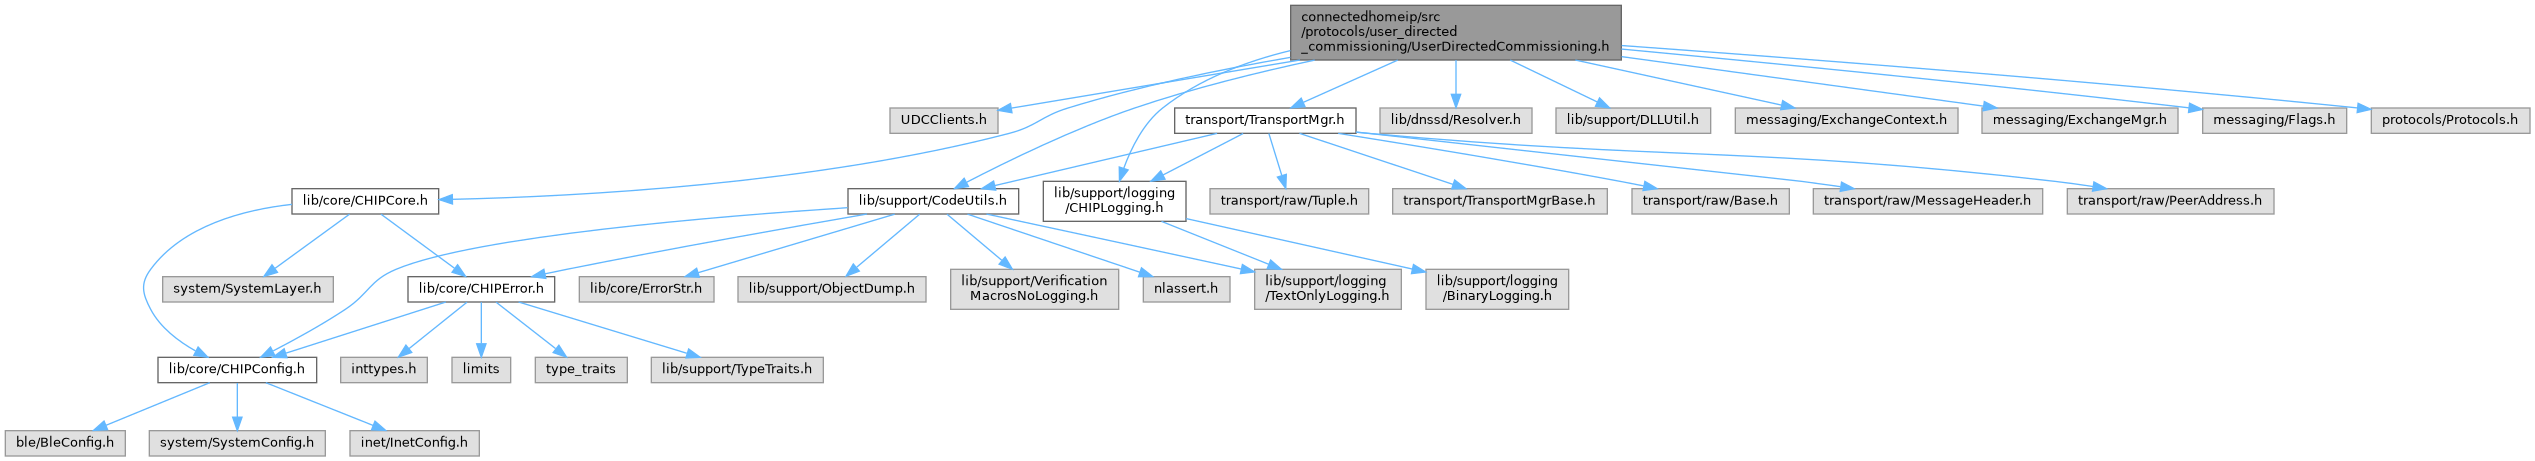 connectedhomeip/src
/protocols/user_directed
_commissioning/UserDirectedCommissioning.h
UDCClients.h
transport/TransportMgr.h
lib/dnssd/Resolver.h
lib/support/DLLUtil.h
messaging/ExchangeContext.h
messaging/ExchangeMgr.h
messaging/Flags.h
protocols/Protocols.h
lib/core/CHIPCore.h
lib/support/CodeUtils.h
lib/support/logging
/CHIPLogging.h
transport/raw/Tuple.h
transport/TransportMgrBase.h
transport/raw/Base.h
transport/raw/MessageHeader.h
transport/raw/PeerAddress.h
system/SystemLayer.h
lib/core/CHIPError.h
lib/core/ErrorStr.h
lib/support/ObjectDump.h
lib/support/Verification
MacrosNoLogging.h
nlassert.h
lib/support/logging
/TextOnlyLogging.h
lib/support/logging
/BinaryLogging.h
lib/core/CHIPConfig.h
inttypes.h
limits
type_traits
lib/support/TypeTraits.h
ble/BleConfig.h
system/SystemConfig.h
inet/InetConfig.h